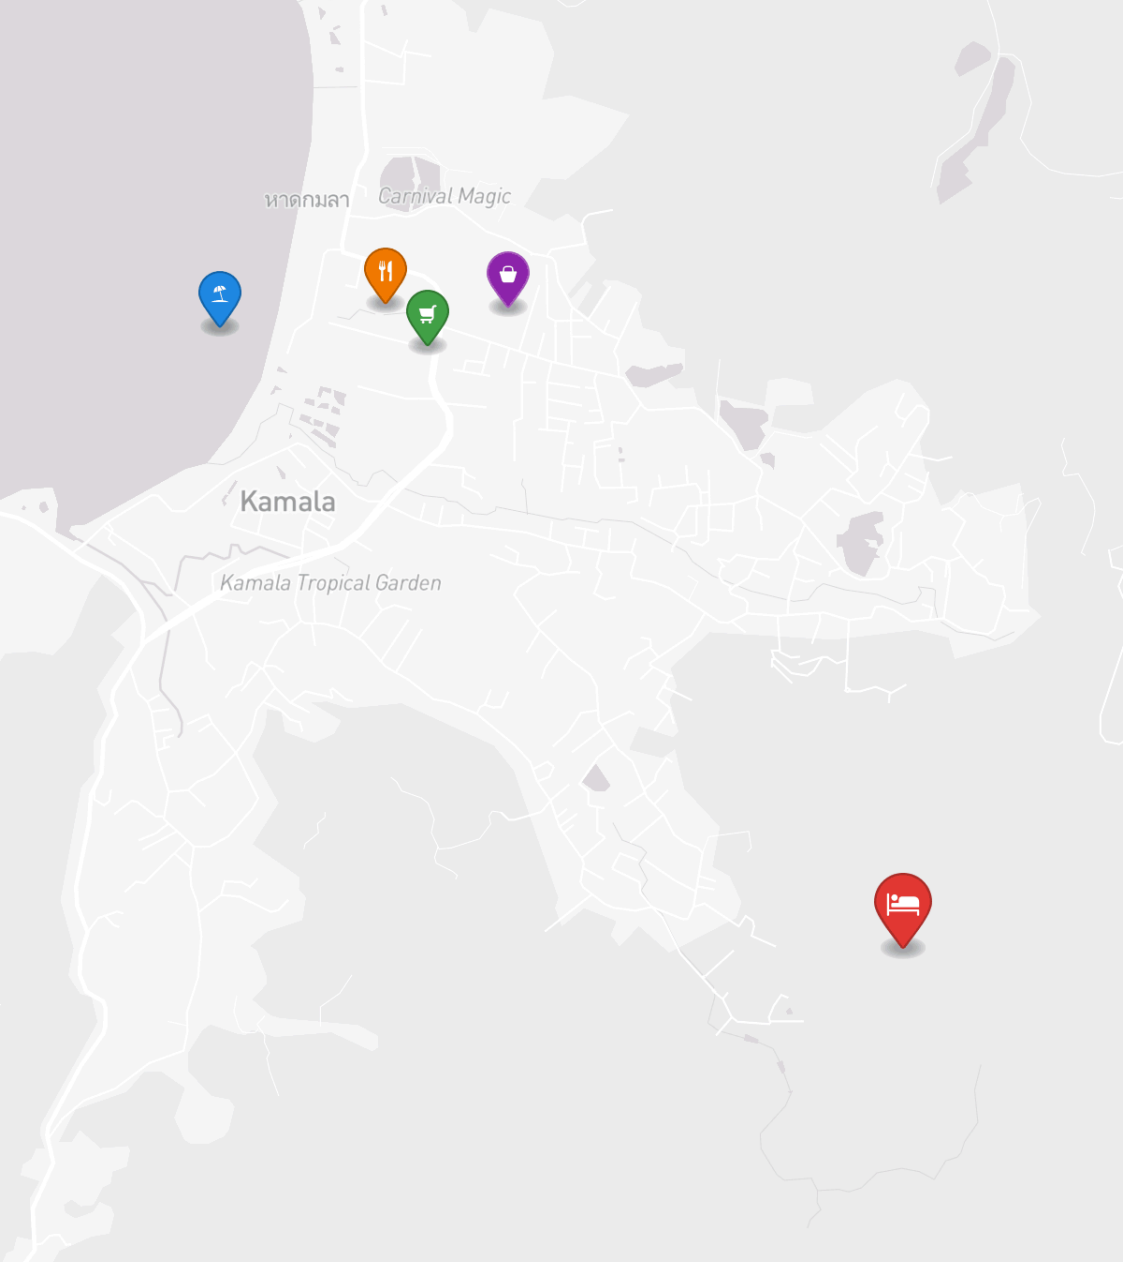 หาดกมลา
Carnival Magic
Kamala
Kamala Tropical Garden